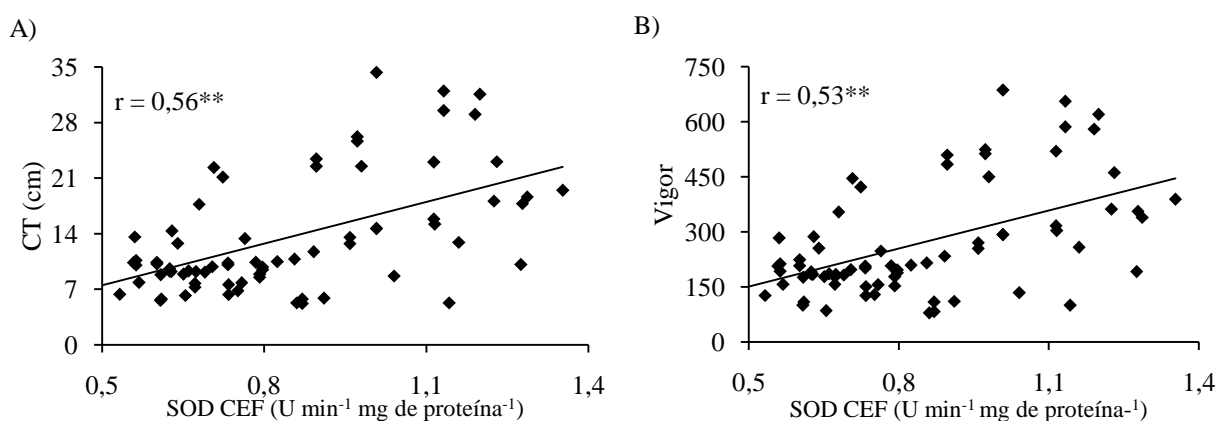 A)
r = 0,56**
CT (cm)
35
28
21
14
7
0
0,5 0,8 1,1 1,4
SOD CEF (U min-1 mg de proteína-1)
B)
r = 0,53**
Vigor
750
600
450
300
150
0
0,5 0,8 1,1 1,4
SOD CEF (U min-1 mg de proteína-1)